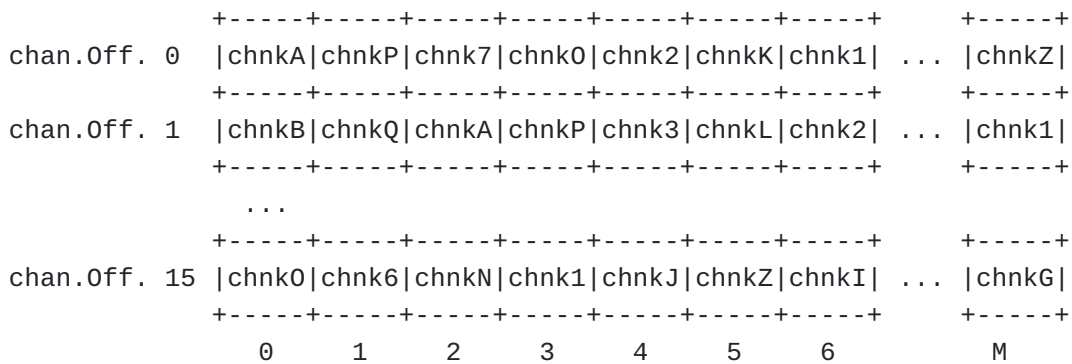 +-----+-----+-----+-----+-----+-----+-----+     +-----+
chan.Off. 0  |chnkA|chnkP|chnk7|chnkO|chnk2|chnkK|chnk1| ... |chnkZ|
             +-----+-----+-----+-----+-----+-----+-----+     +-----+
chan.Off. 1  |chnkB|chnkQ|chnkA|chnkP|chnk3|chnkL|chnk2| ... |chnk1|
             +-----+-----+-----+-----+-----+-----+-----+     +-----+
               ...
             +-----+-----+-----+-----+-----+-----+-----+     +-----+
chan.Off. 15 |chnkO|chnk6|chnkN|chnk1|chnkJ|chnkZ|chnkI| ... |chnkG|
             +-----+-----+-----+-----+-----+-----+-----+     +-----+
                0     1     2     3     4     5     6          M